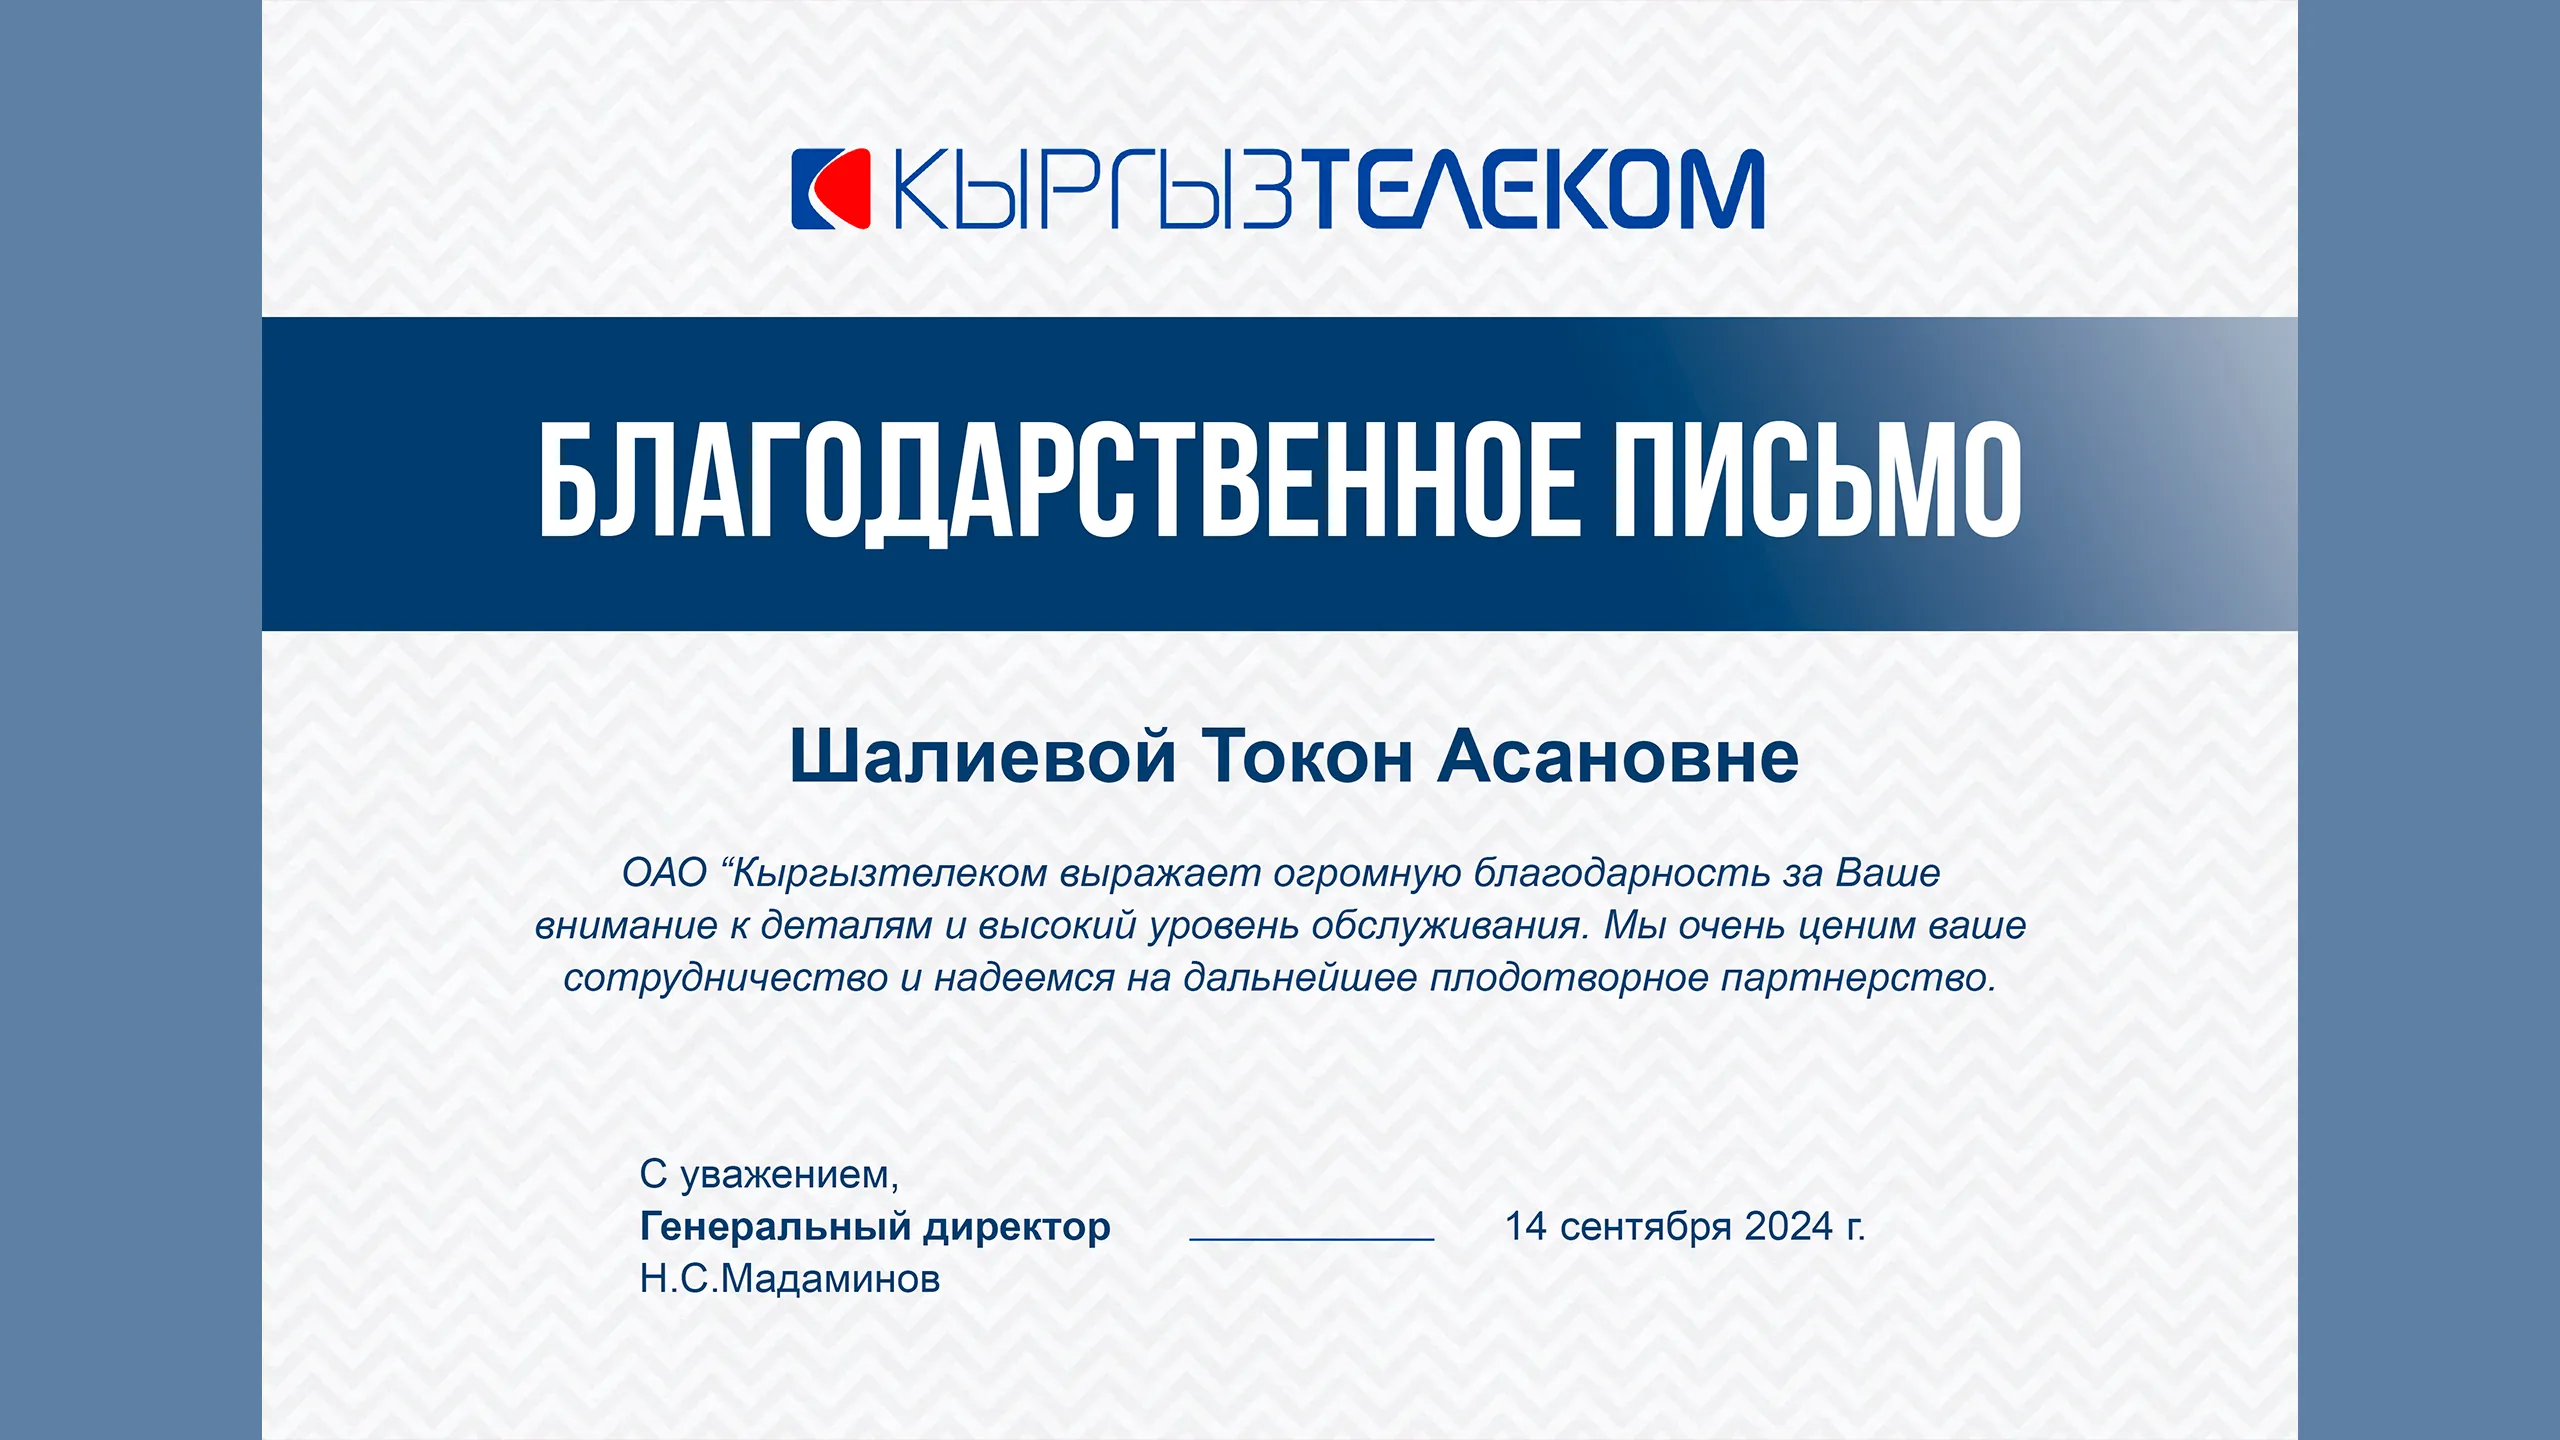 КЫРГЫЗТЕЛЕКОМ
БЛАГОДАРСТВЕННОЕ ПИСЬМО
Шалиевой Токон Асановне
ОАО “Кыргызтелеком выражает огромную благодарность за Ваше
внимание к деталям и высокий уровень обслуживания. Мы очень ценим ваше
сотрудничество и надеемся на дальнейшее плодотворное партнерство.
С уважением,
Генеральный директор ____________ 14 сентября 2024 г.
Н.С.Мадаминов